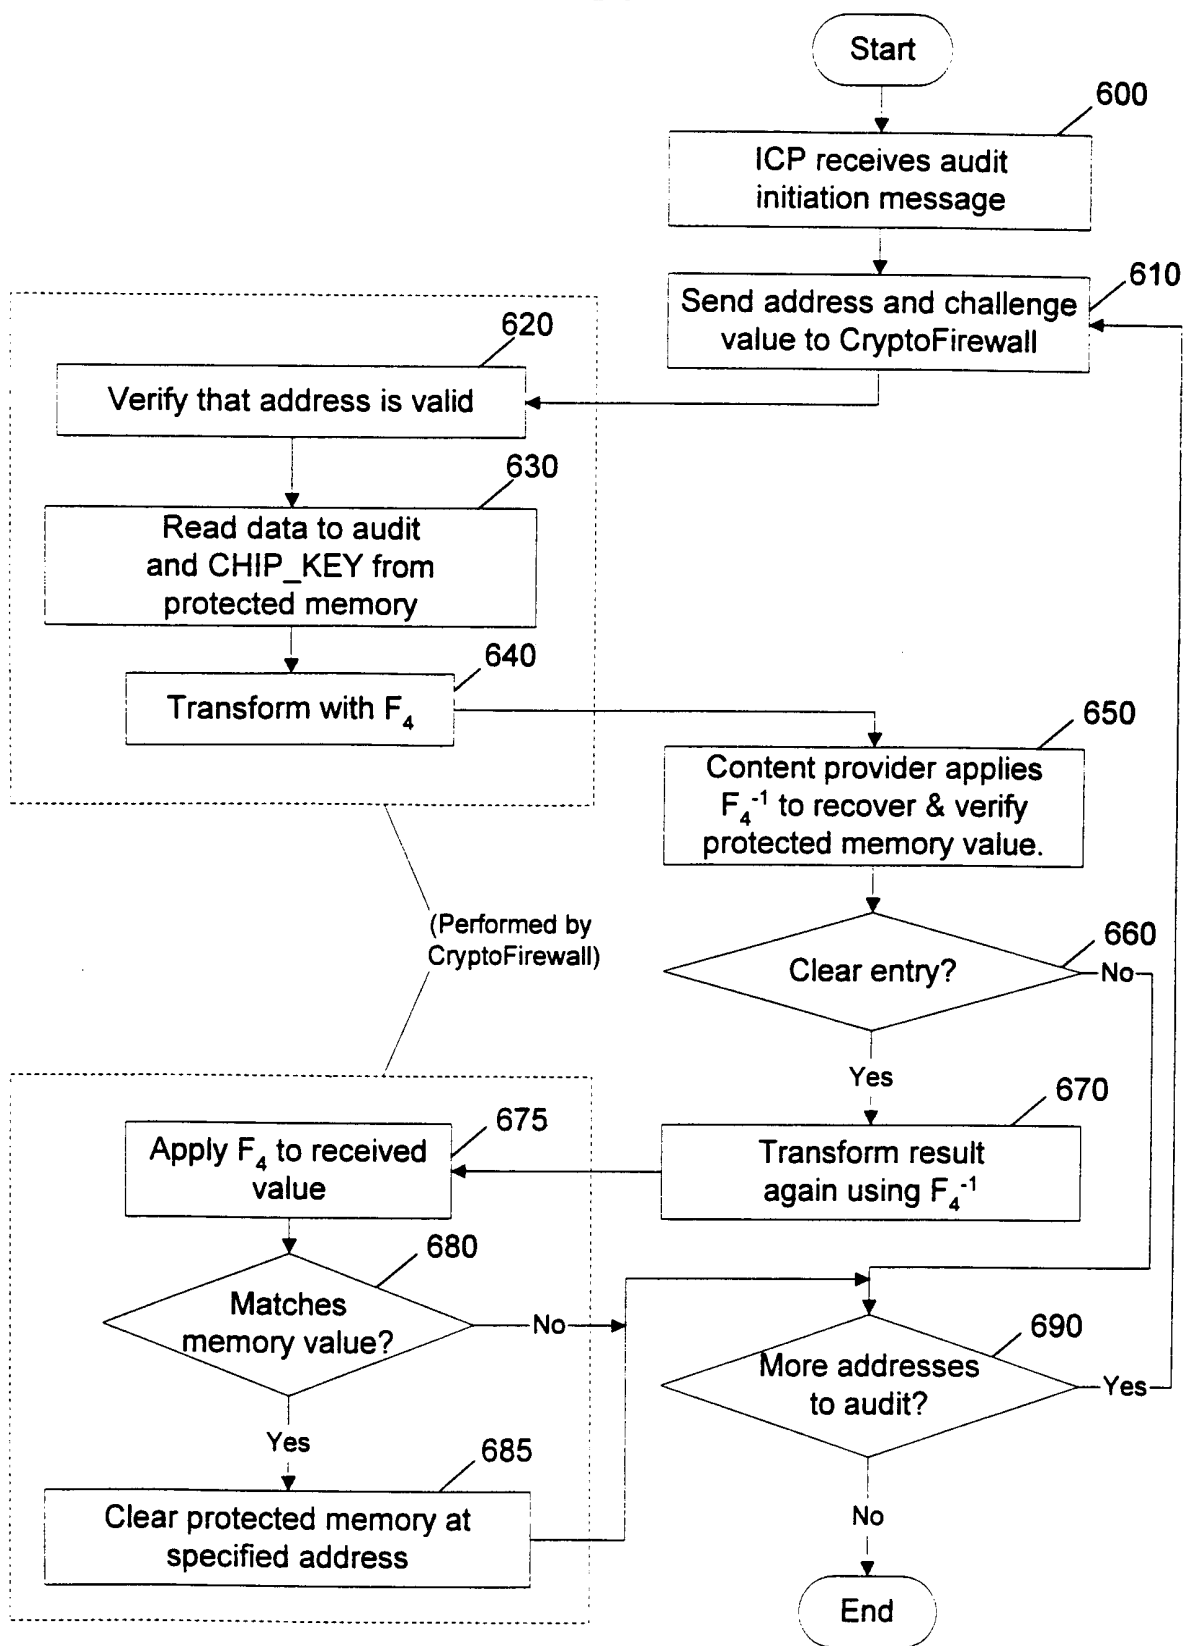 Start
600
ICP receives audit
initiation message
610
Send address and challenge
value to CryptoFirewall
620
Verify that address is valid
630
Read data to audit
and CHIP_KEY from
protected memory
640
Transform with F₄
650
Content provider applies
F₄⁻¹ to recover & verify
protected memory value.
(Performed by
CryptoFirewall)
660
Clear entry?
No
Yes
670
Transform result
again using F₄⁻¹
675
Apply F₄ to received
value
680
Matches
memory value?
No
Yes
685
Clear protected memory at
specified address
690
More addresses
to audit?
Yes
No
End